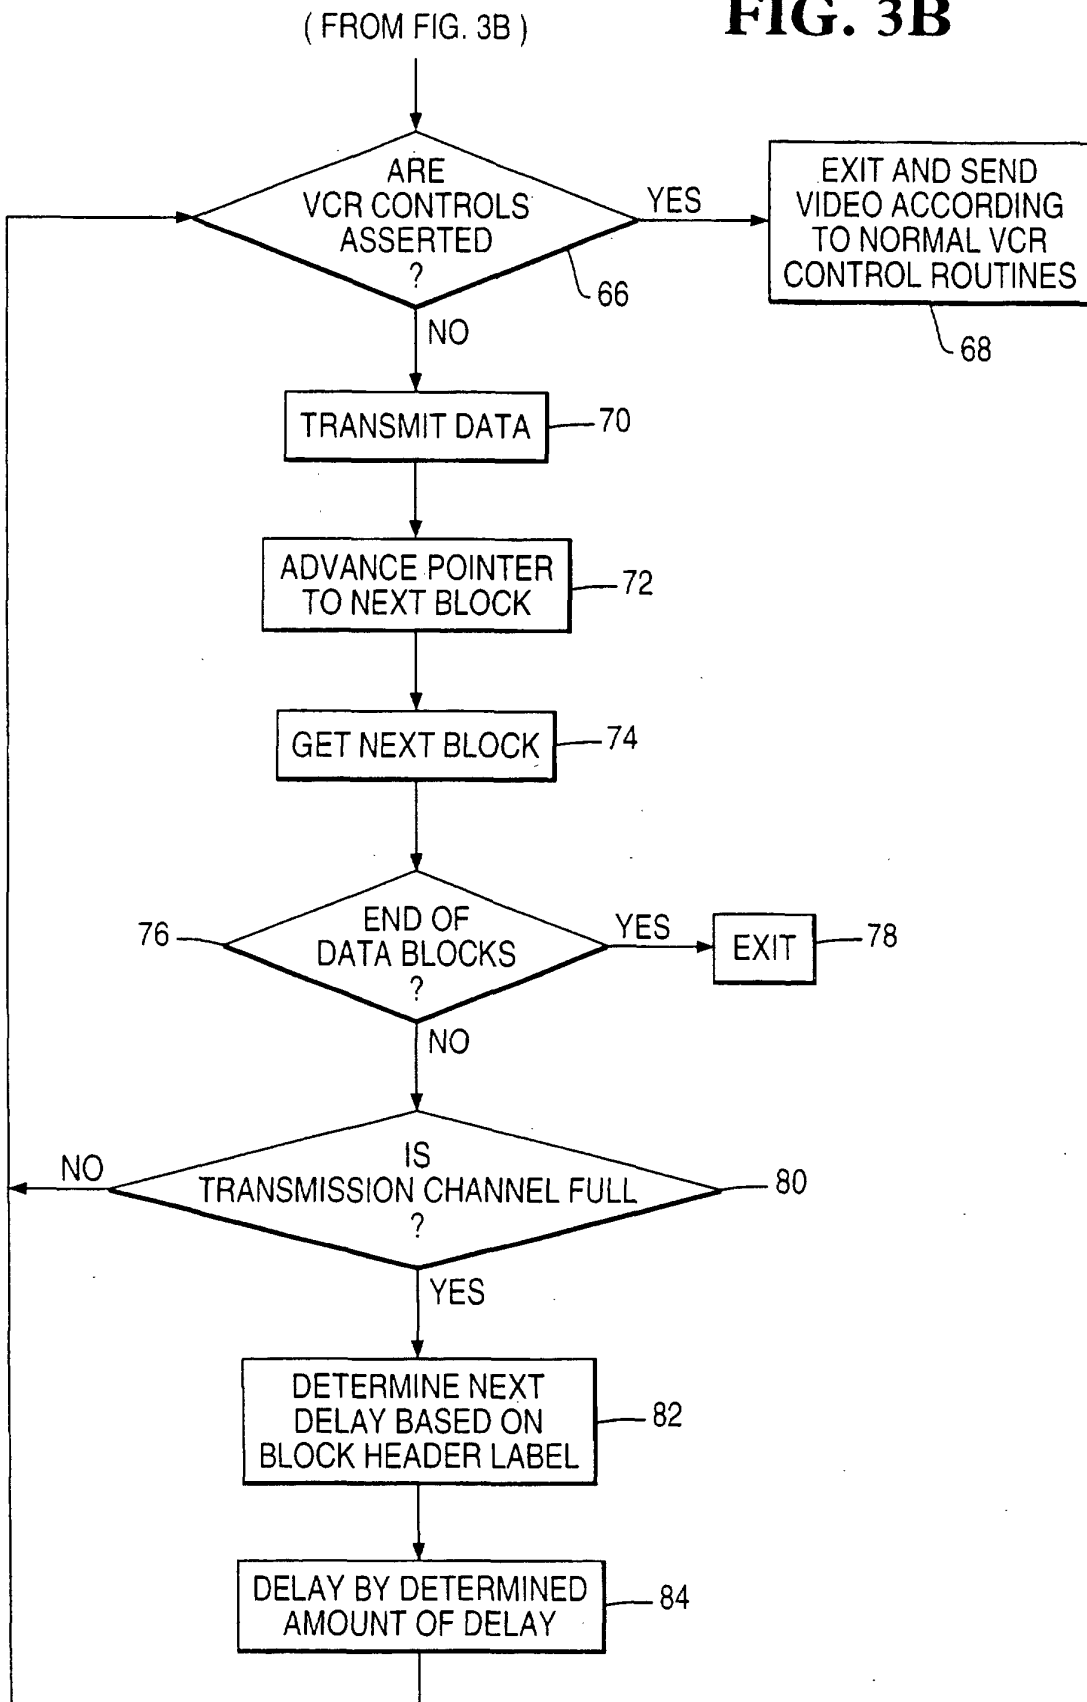 FIG. 3B
( FROM FIG. 3B )
ARE
VCR CONTROLS
ASSERTED
?
YES
EXIT AND SEND
VIDEO ACCORDING
TO NORMAL VCR
CONTROL ROUTINES
66
68
NO
TRANSMIT DATA
70
ADVANCE POINTER
TO NEXT BLOCK
72
GET NEXT BLOCK
74
76
END OF
DATA BLOCKS
?
YES
EXIT
78
NO
IS
TRANSMISSION CHANNEL FULL
?
NO
80
YES
DETERMINE NEXT
DELAY BASED ON
BLOCK HEADER LABEL
82
DELAY BY DETERMINED
AMOUNT OF DELAY
84